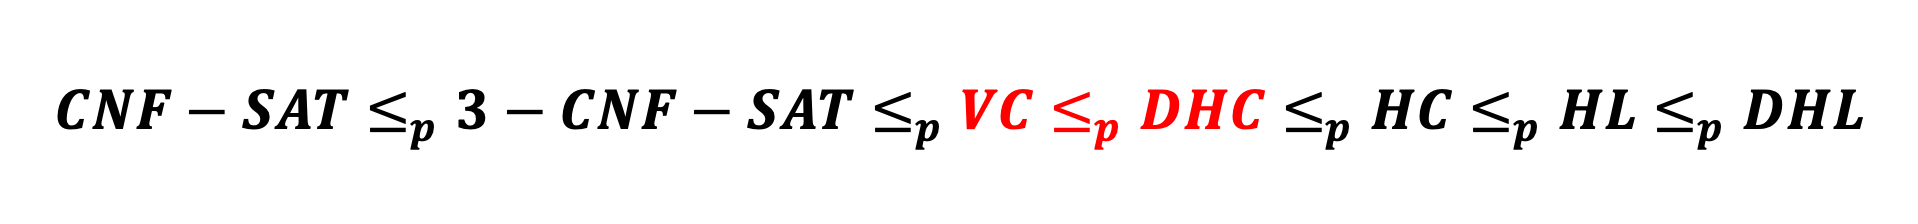 CNF − SAT ≤p 3 − CNF − SAT ≤p VC ≤p DHC ≤p HC ≤p HL ≤p DHL